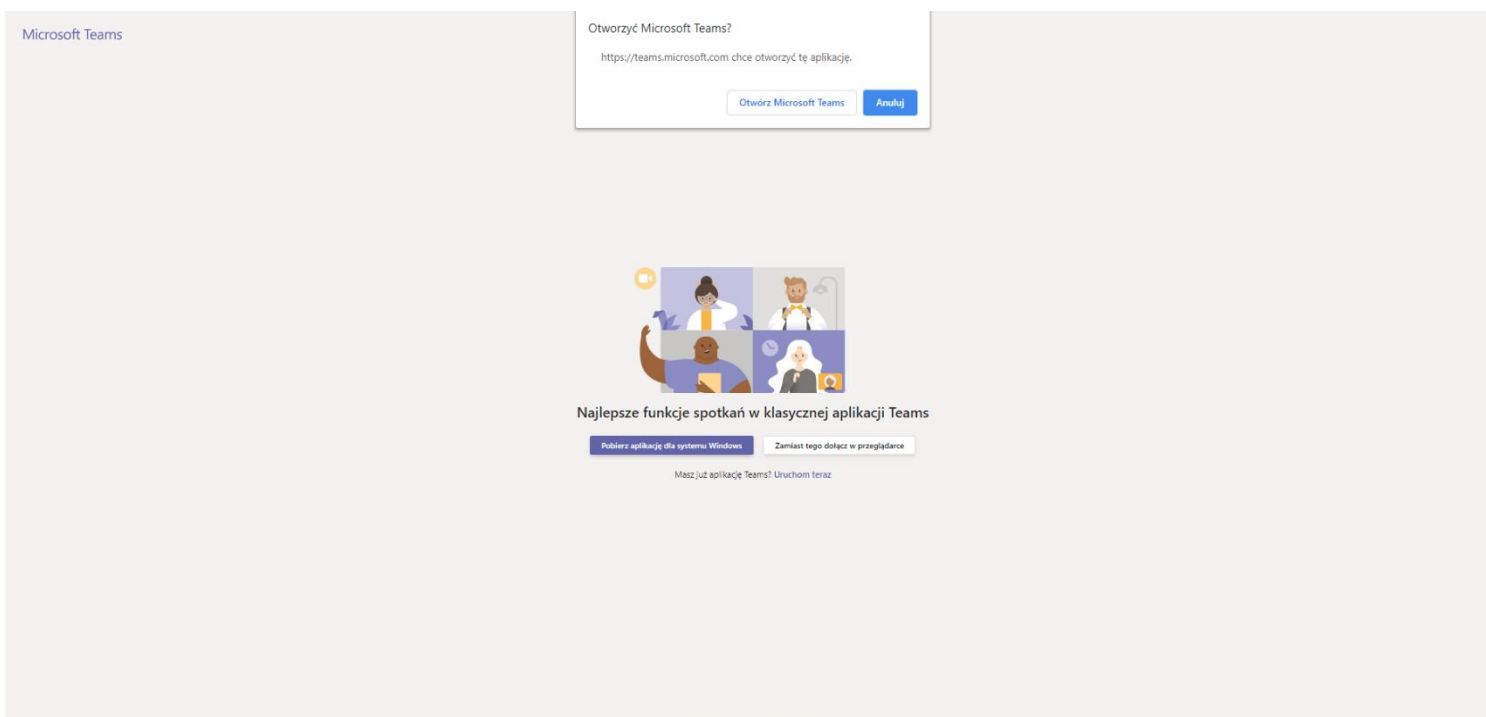 Microsoft Teams
Otworzyć Microsoft Teams?
https://teams.microsoft.com chce otworzyć tę aplikację.
Otwórz Microsoft Teams
Anuluj
Najlepsze funkcje spotkań w klasycznej aplikacji Teams
Pobierz aplikację dla systemu Windows
Zamiast tego dołącz w przeglądarce
Masz już aplikację Teams? Uruchom teraz